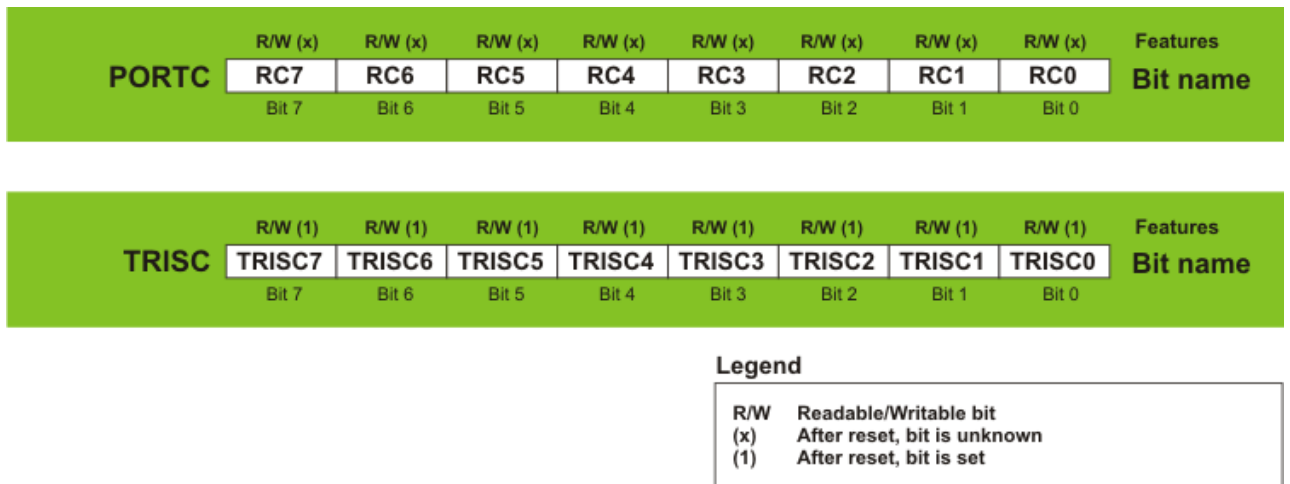 R/W (x) R/W (x) R/W (x) R/W (x) R/W (x) R/W (x) R/W (x) R/W (x) Features
PORTC RC7 RC6 RC5 RC4 RC3 RC2 RC1 RC0 Bit name
Bit 7 Bit 6 Bit 5 Bit 4 Bit 3 Bit 2 Bit 1 Bit 0
R/W (1) R/W (1) R/W (1) R/W (1) R/W (1) R/W (1) R/W (1) R/W (1) Features
TRISC TRISC7 TRISC6 TRISC5 TRISC4 TRISC3 TRISC2 TRISC1 TRISC0 Bit name
Bit 7 Bit 6 Bit 5 Bit 4 Bit 3 Bit 2 Bit 1 Bit 0
Legend
R/W Readable/Writable bit
(x) After reset, bit is unknown
(1) After reset, bit is set